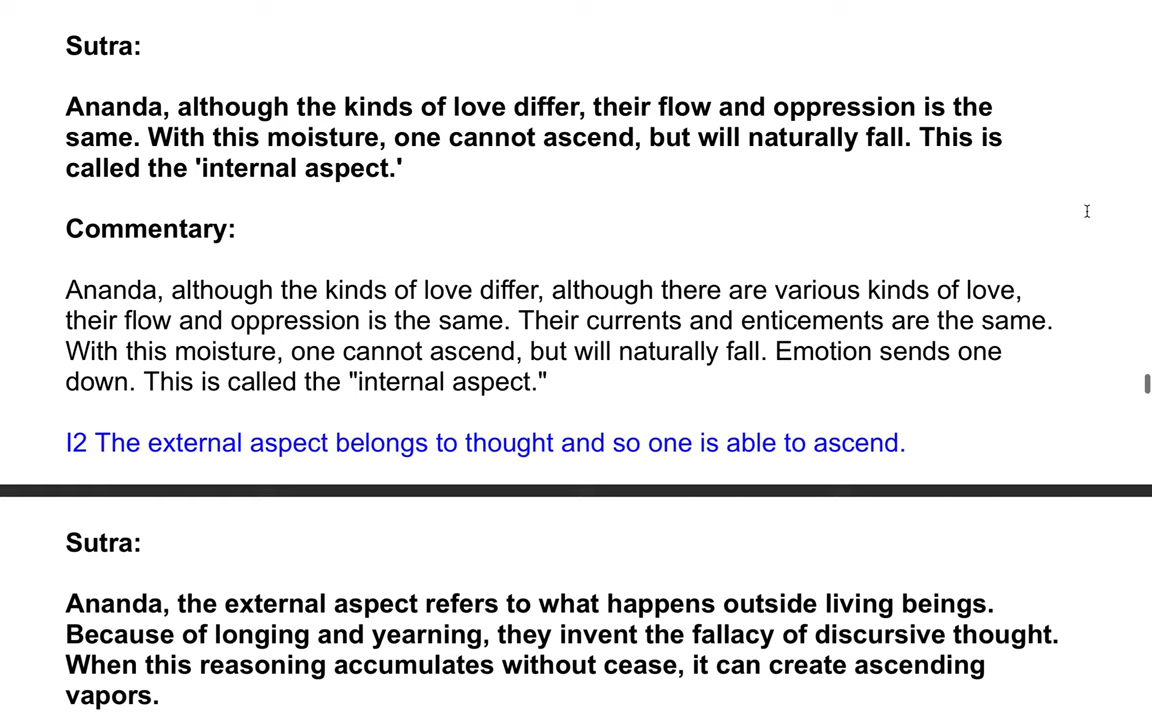 Sutra:
Ananda, although the kinds of love differ, their flow and oppression is the
same. With this moisture, one cannot ascend, but will naturally fall. This is
called the 'internal aspect.'
Commentary:
Ananda, although the kinds of love differ, although there are various kinds of love,
their flow and oppression is the same. Their currents and enticements are the same.
With this moisture, one cannot ascend, but will naturally fall. Emotion sends one
down. This is called the "internal aspect."
I2 The external aspect belongs to thought and so one is able to ascend.
Sutra:
Ananda, the external aspect refers to what happens outside living beings.
Because of longing and yearning, they invent the fallacy of discursive thought.
When this reasoning accumulates without cease, it can create ascending
vapors.